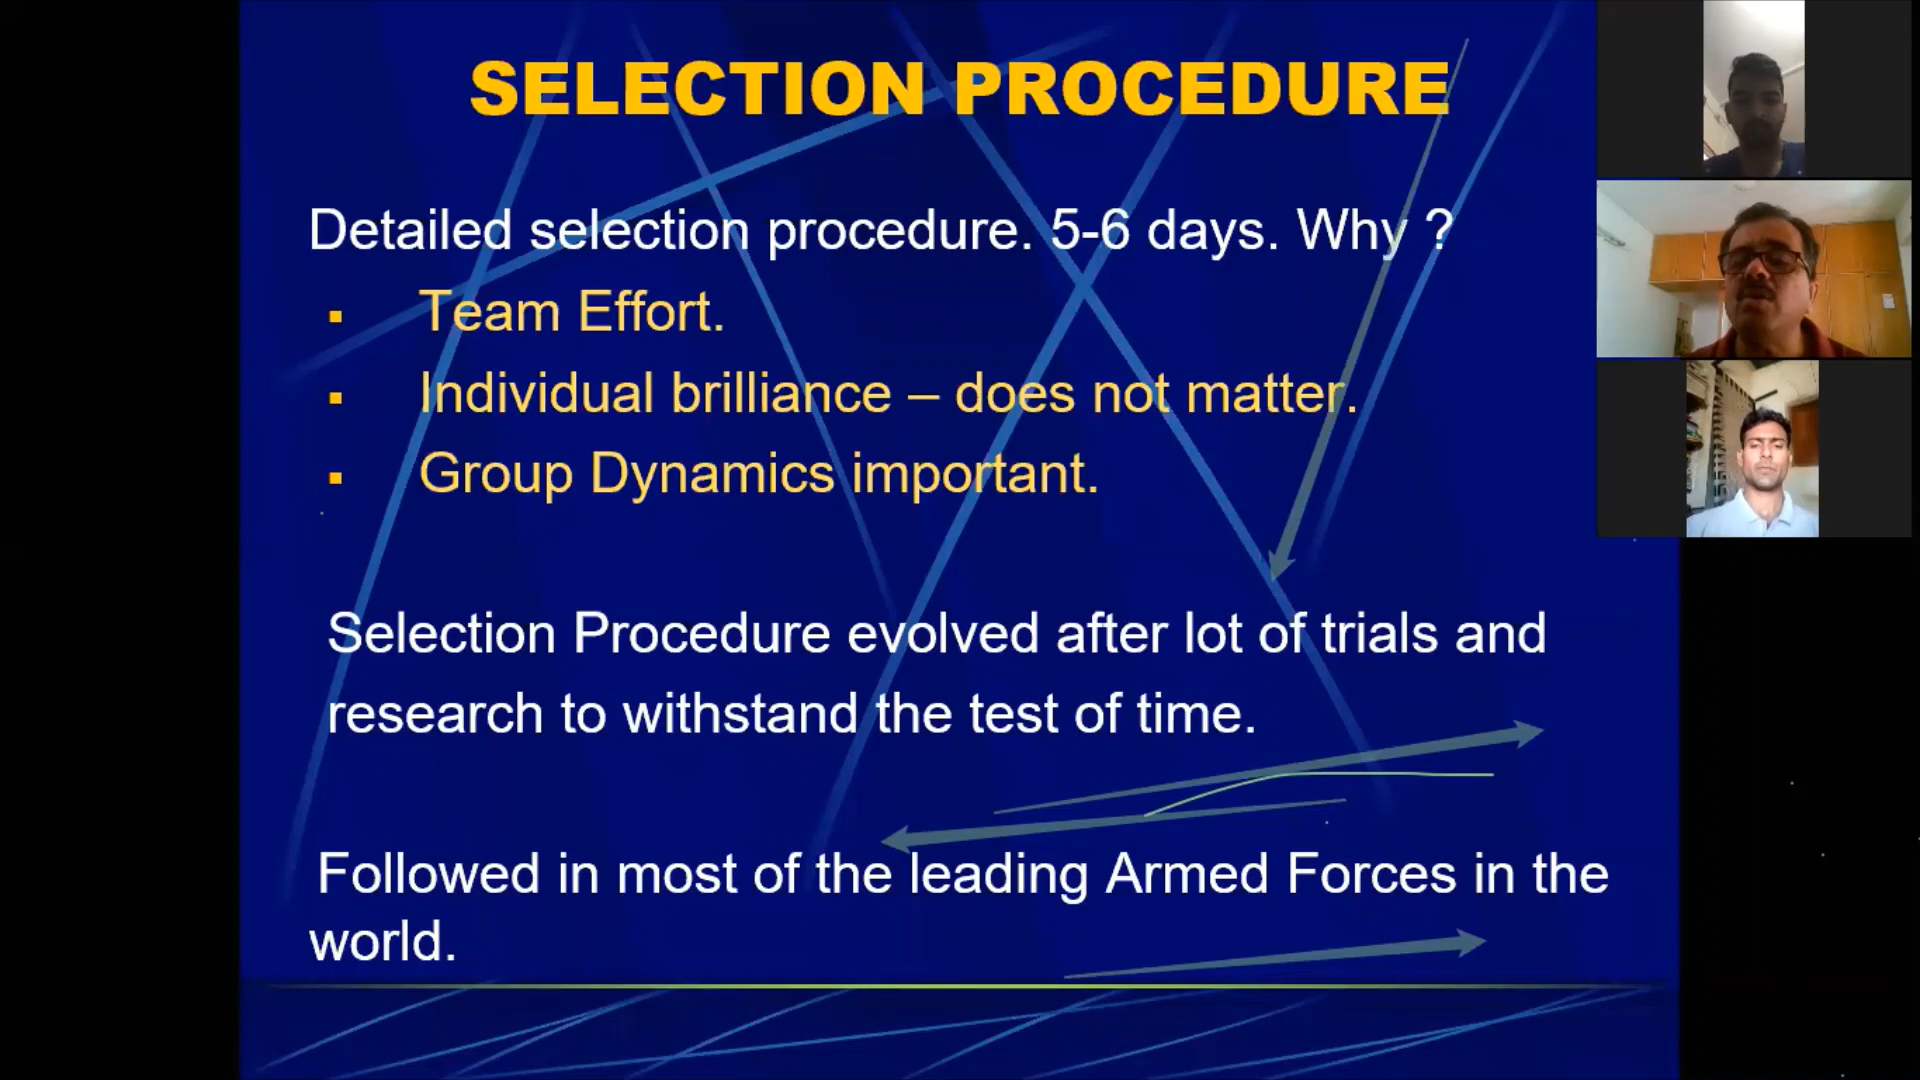 SELECTION PROCEDURE
Detailed selection procedure. 5-6 days. Why ?
▪ Team Effort.
▪ Individual brilliance – does not matter.
▪ Group Dynamics important.
Selection Procedure evolved after lot of trials and
research to withstand the test of time.
Followed in most of the leading Armed Forces in the
world.